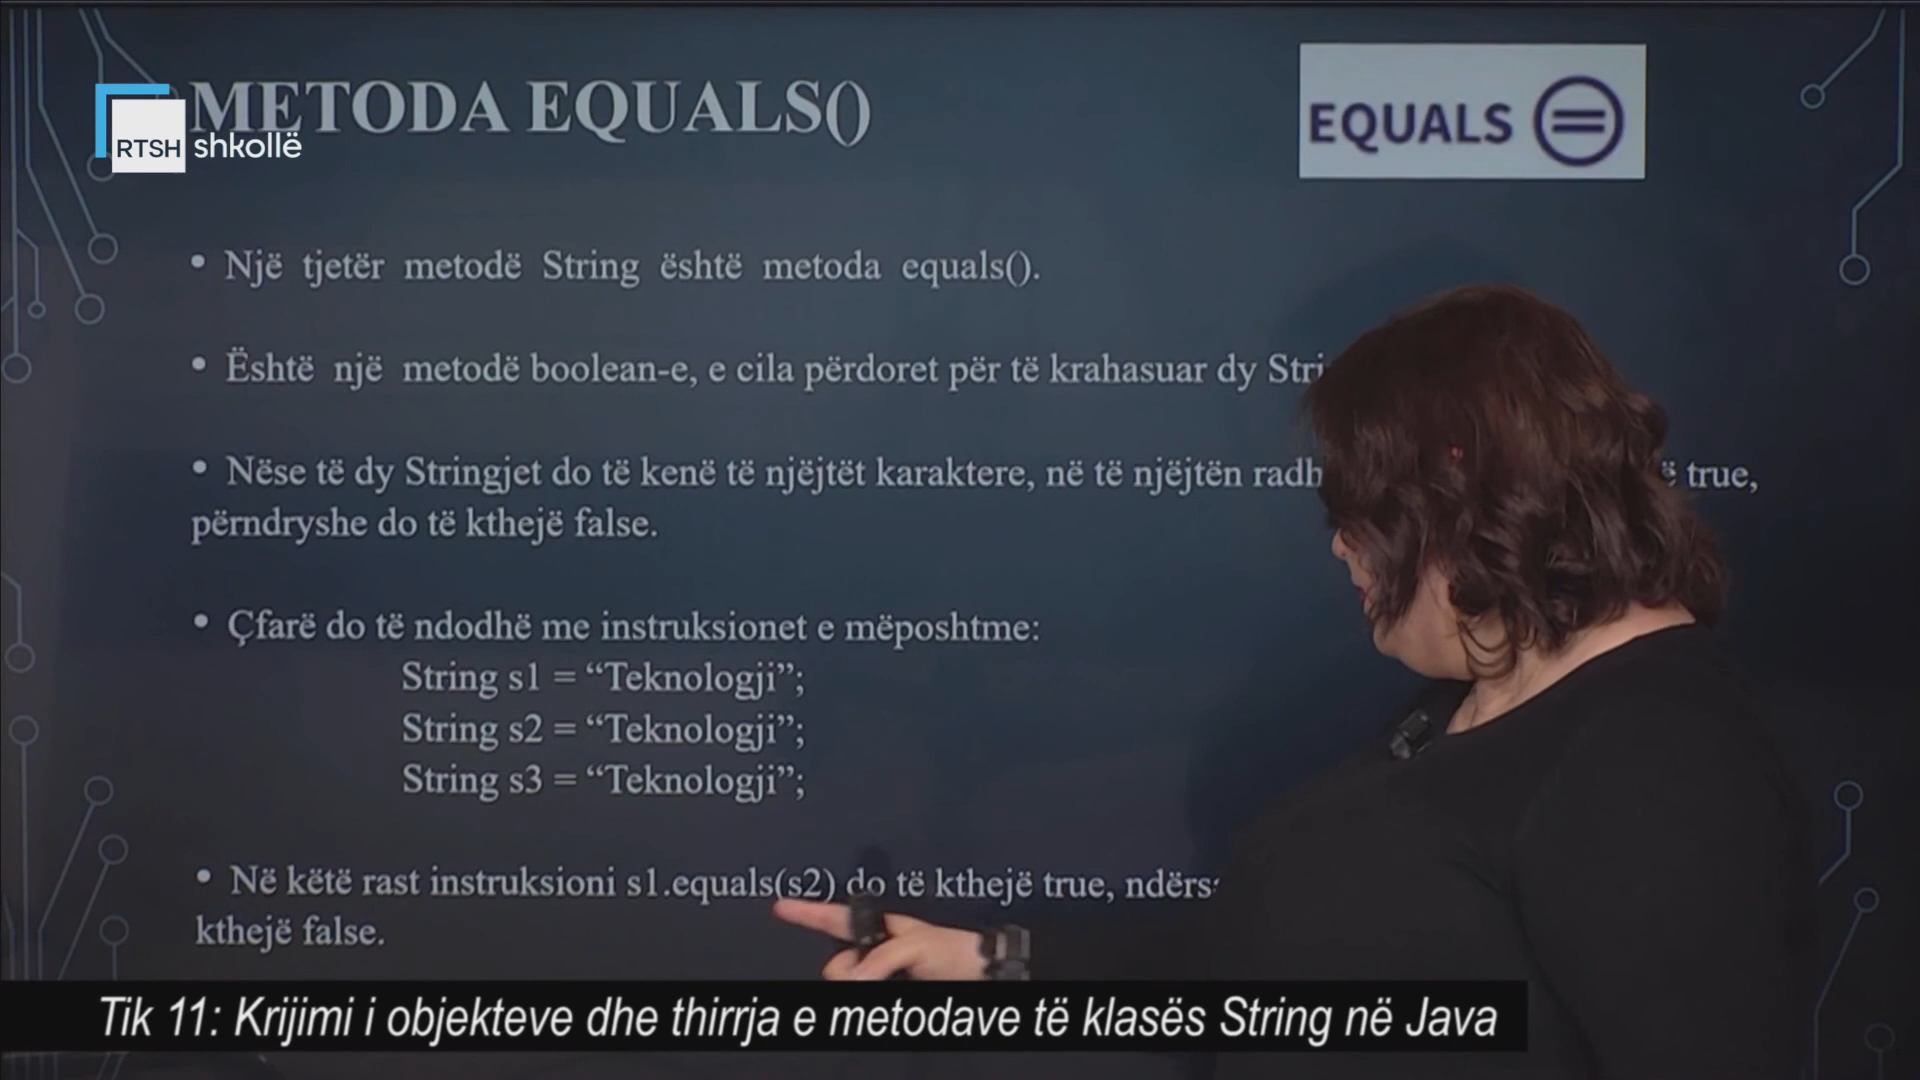 METODA EQUALS()
EQUALS
RTSH shkollë
• Një tjetër metodë String është metoda equals().
• Është një metodë boolean-e, e cila përdoret për të krahasuar dy
• Nëse të dy Stringjet do të kenë të njëjtët karaktere, në të njëjtën true,
përndryshe do të kthejë false.
• Çfarë do të ndodhë me instruksionet e mëposhtme:
String s1 = “Teknologji”;
String s2 = “Teknologji”;
String s3 = “Teknologji”;
• Në këtë rast instruksioni s1.equals(s2) do të kthejë true,
kthejë false.
Tik 11: Krijimi i objekteve dhe thirrja e metodave të klasës String në Java